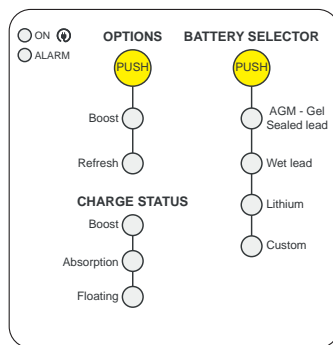 ON
ALARM
OPTIONS
PUSH
Boost
Refresh
CHARGE STATUS
Boost
Absorption
Floating
BATTERY SELECTOR
PUSH
AGM - Gel
Sealed lead
Wet lead
Lithium
Custom